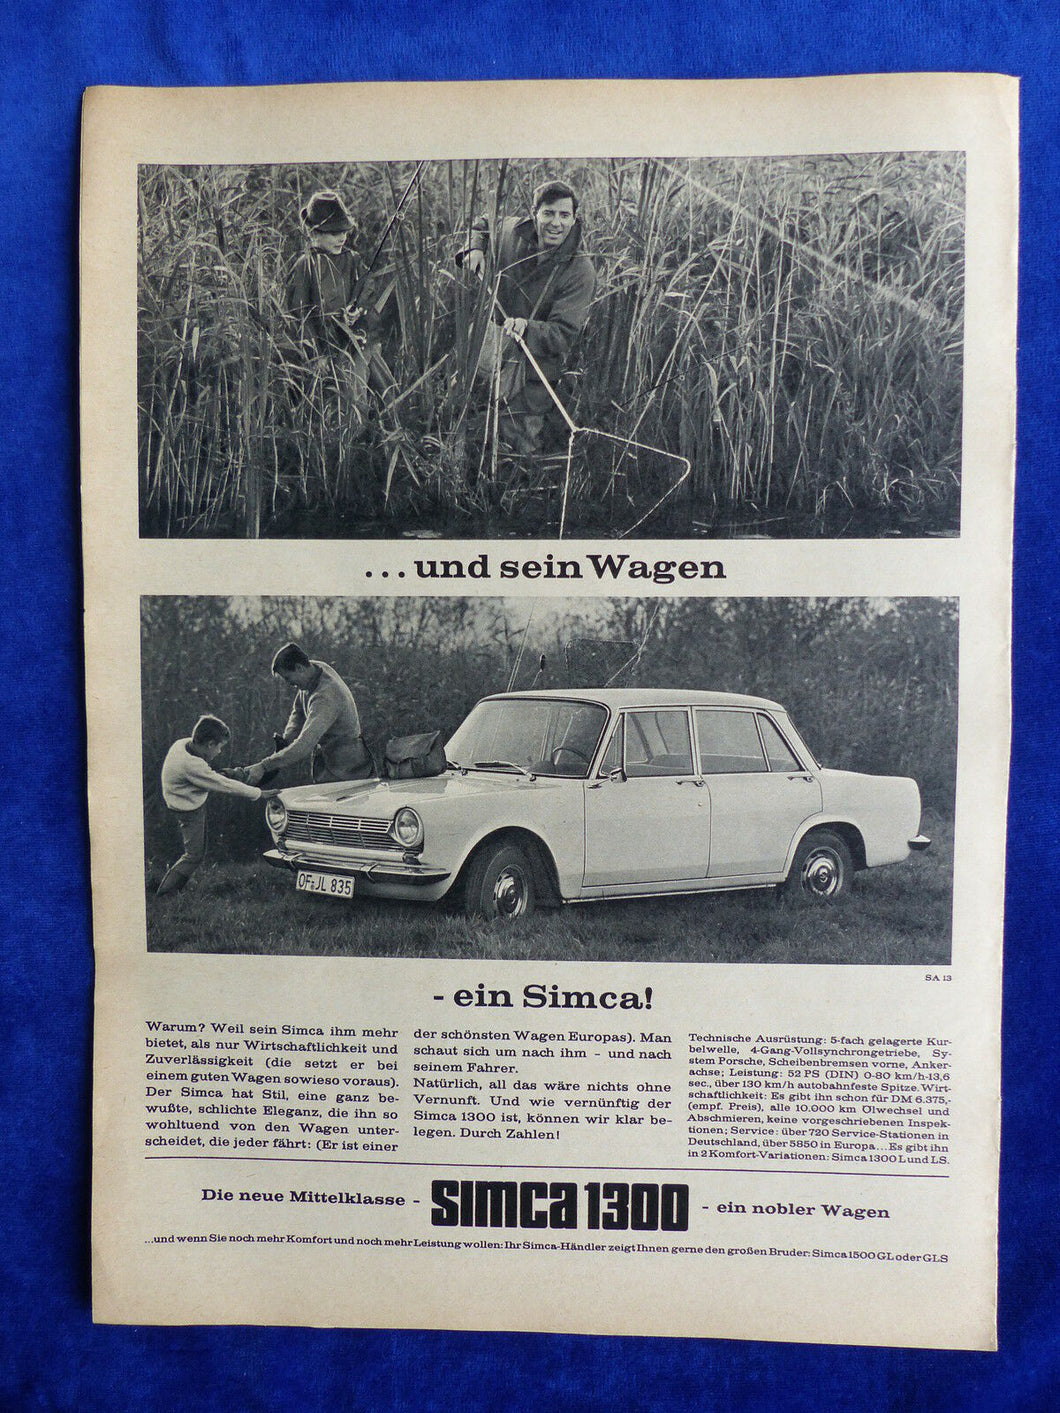 ...und sein Wagen
OF-JL 835
SA 13
- ein Simca!
Warum? Weil sein Simca ihm mehr
bietet, als nur Wirtschaftlichkeit und
Zuverlässigkeit (die setzt er bei
einem guten Wagen sowieso voraus).
Der Simca hat Stil, eine ganz be-
wußte, schlichte Eleganz, die ihn so
wohltuend von den Wagen unter-
scheidet, die jeder fährt: (Er ist einer
der schönsten Wagen Europas). Man
schaut sich um nach ihm - und nach
seinem Fahrer.
Natürlich, all das wäre nichts ohne
Vernunft. Und wie vernünftig der
Simca 1300 ist, können wir klar be-
legen. Durch Zahlen!
Technische Ausrüstung: 5-fach gelagerte Kur-
belwelle, 4-Gang-Vollsynchrongetriebe, Sy-
stem Porsche, Scheibenbremsen vorne, Anker-
achse; Leistung: 52 PS (DIN) 0-80 km/h-13,6
sec., über 130 km/h autobahnfeste Spitze. Wirt-
schaftlichkeit: Es gibt ihn schon für DM 6.375,-
(empf. Preis), alle 10.000 km Ölwechsel und
Abschmieren, keine vorgeschriebenen Inspek-
tionen; Service: über 720 Service-Stationen in
Deutschland, über 5850 in Europa...Es gibt ihn
in 2 Komfort-Variationen: Simca 1300 L und LS.
Die neue Mittelklasse - SIMCA 1300 - ein nobler Wagen
...und wenn Sie noch mehr Komfort und noch mehr Leistung wollen: Ihr Simca-Händler zeigt Ihnen gerne den großen Bruder: Simca 1500 GL oder GLS